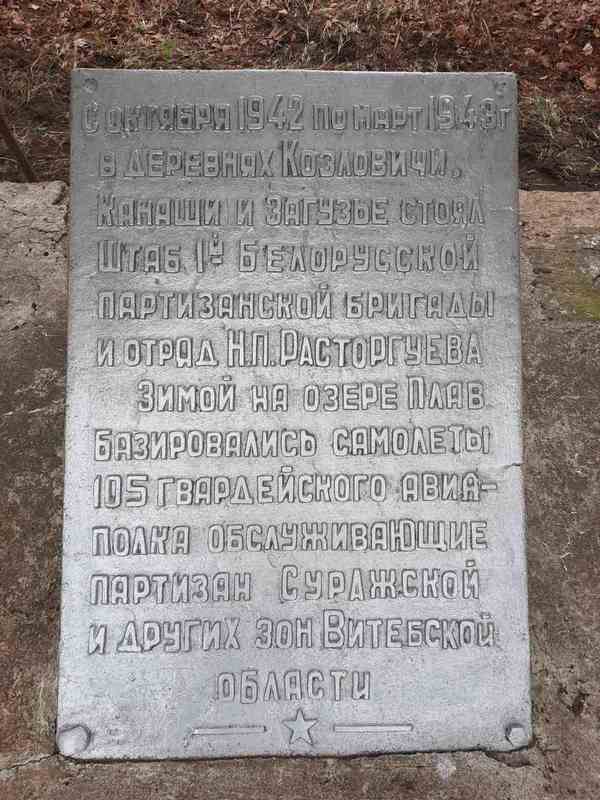 С октября 1942 по март 1943г
в деревнях Козловичи,
Канаши и Загузье стоял
штаб 1й Белорусской
партизанской бригады
и отряд Н.П.Расторгуева
Зимой на озере Плав
базировались самолеты
105 гвардейского авиа-
полка обслуживающие
партизан Суражской
и других зон Витебской
области